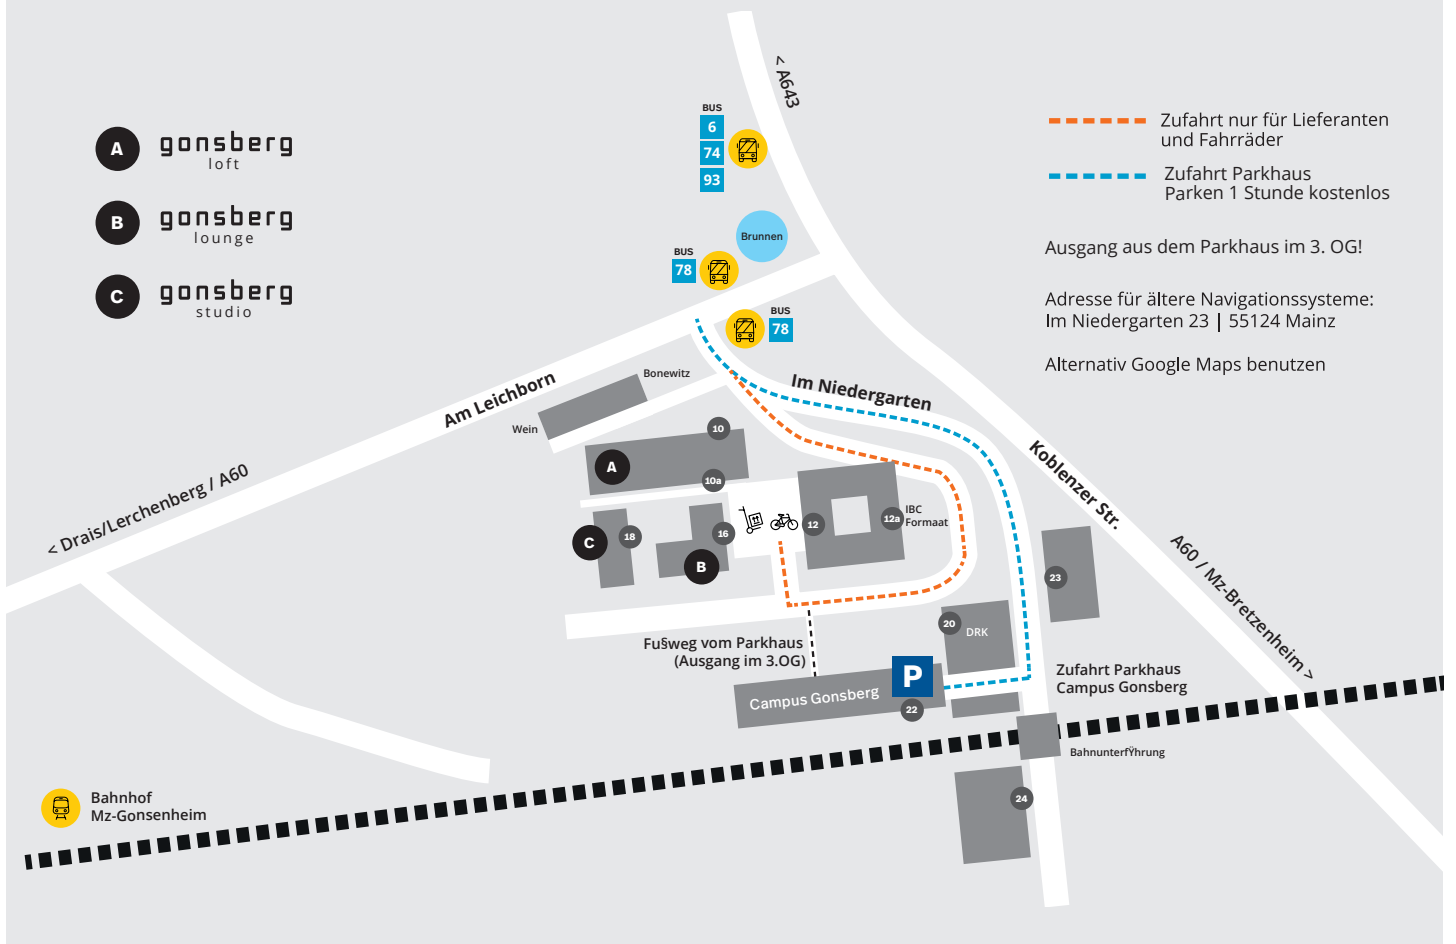 A
gonsberg
loft
B
gonsberg
lounge
C
gonsberg
studio
< A643
BUS
6
74
93
Brunnen
BUS
78
BUS
78
Zufahrt nur für Lieferanten
und Fahrräder
Zufahrt Parkhaus
Parken 1 Stunde kostenlos
Ausgang aus dem Parkhaus im 3. OG!
Adresse für ältere Navigationssysteme:
Im Niedergarten 23 | 55124 Mainz
Alternativ Google Maps benutzen
Am Leichborn
< Drais/Lerchenberg / A60
Bonewitz
Wein
Im Niedergarten
Koblenzer Str.
A60 / Mz-Bretzenheim >
10
A
10a
C
18
16
B
12
12a
IBC
Formaat
23
20
DRK
Fu§weg vom Parkhaus
(Ausgang im 3.OG)
Campus Gonsberg
P
22
Zufahrt Parkhaus
Campus Gonsberg
BahnunterfŸhrung
24
Bahnhof
Mz-Gonsenheim